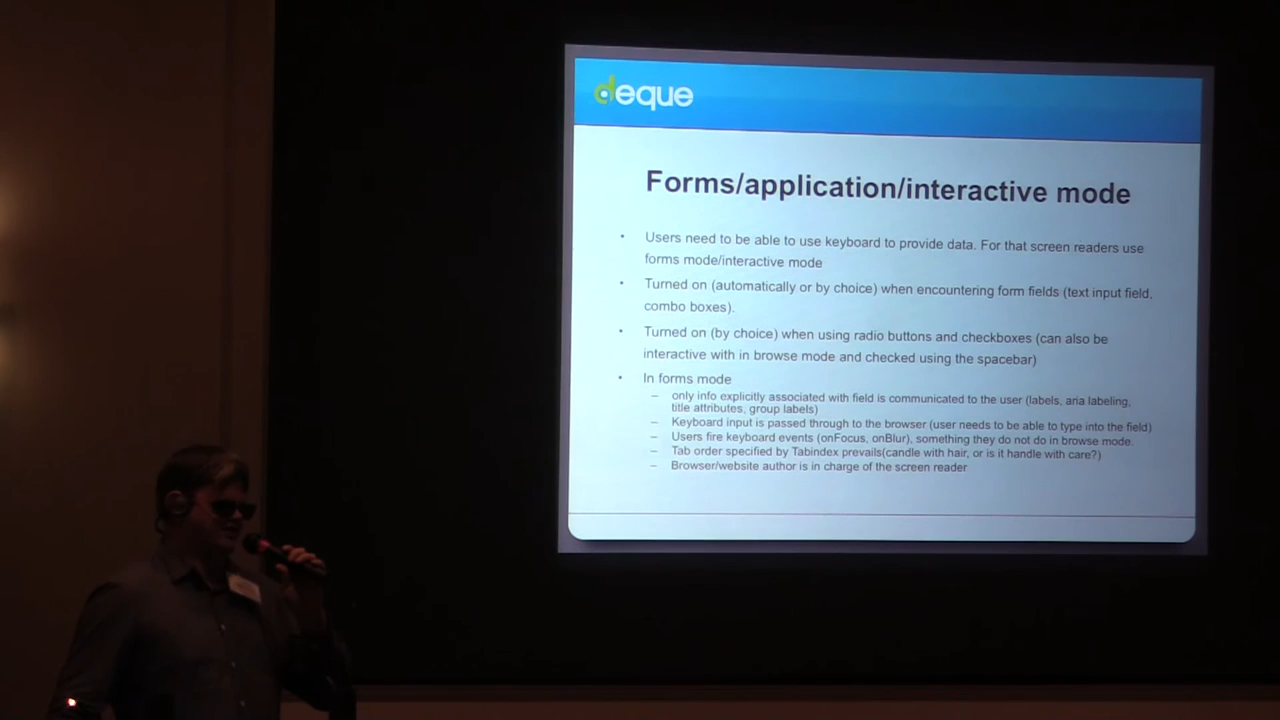 deque
Forms/application/interactive mode
• Users need to be able to use keyboard to provide data. For that screen readers use
forms mode/interactive mode
• Turned on (automatically or by choice) when encountering form fields (text input field,
combo boxes).
• Turned on (by choice) when using radio buttons and checkboxes (can also be
interactive with in browse mode and checked using the spacebar)
• In forms mode
– only info explicitly associated with field is communicated to the user (labels, aria labeling,
title attributes, group labels)
– Keyboard input is passed through to the browser (user needs to be able to type into the field)
– Users fire keyboard events (onFocus, onBlur), something they do not do in browse mode.
– Tab order specified by Tabindex prevails(candle with hair, or is it handle with care?)
– Browser/website author is in charge of the screen reader